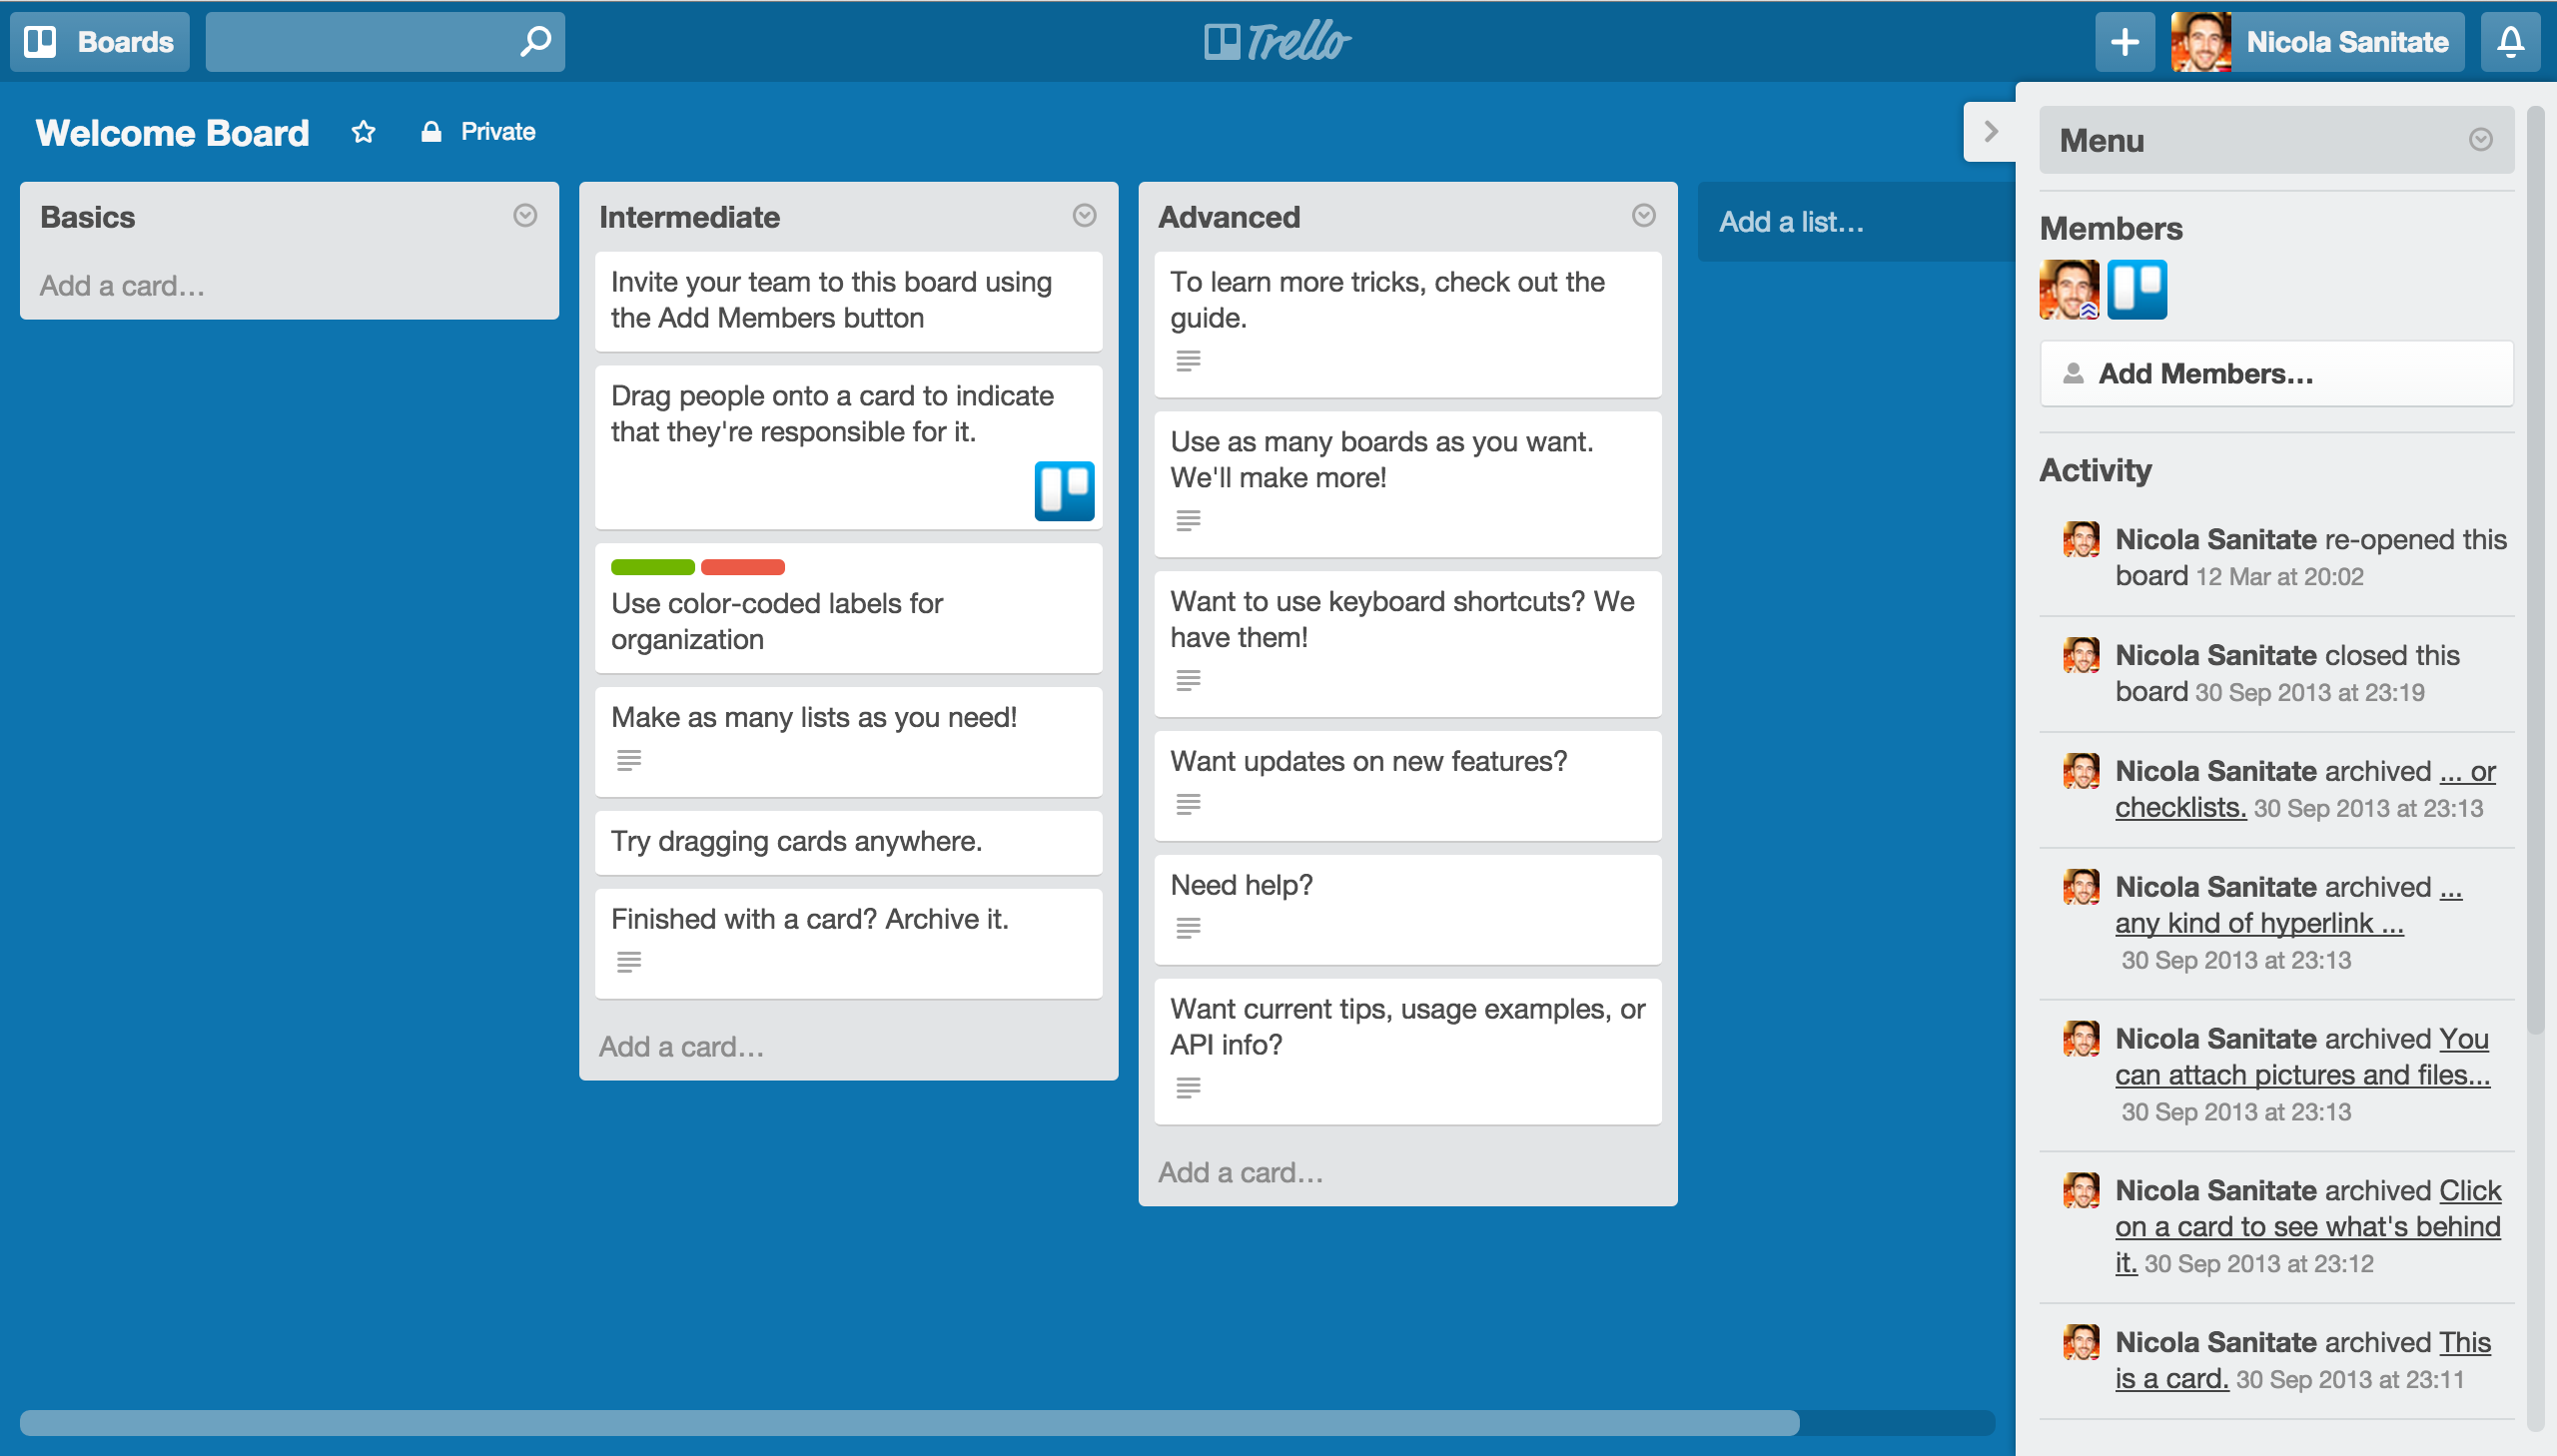 Boards
Trello
Nicola Sanitate
Welcome Board
Private
Basics
Add a card…
Intermediate
Invite your team to this board using
the Add Members button
Drag people onto a card to indicate
that they're responsible for it.
Use color-coded labels for
organization
Make as many lists as you need!
Try dragging cards anywhere.
Finished with a card? Archive it.
Add a card…
Advanced
To learn more tricks, check out the
guide.
Use as many boards as you want.
We'll make more!
Want to use keyboard shortcuts? We
have them!
Want updates on new features?
Need help?
Want current tips, usage examples, or
API info?
Add a card…
Add a list…
Menu
Members
Add Members…
Activity
Nicola Sanitate re-opened this
board 12 Mar at 20:02
Nicola Sanitate closed this
board 30 Sep 2013 at 23:19
Nicola Sanitate archived ... or
checklists. 30 Sep 2013 at 23:13
Nicola Sanitate archived ...
any kind of hyperlink ...
30 Sep 2013 at 23:13
Nicola Sanitate archived You
can attach pictures and files...
30 Sep 2013 at 23:13
Nicola Sanitate archived Click
on a card to see what's behind
it. 30 Sep 2013 at 23:12
Nicola Sanitate archived This
is a card. 30 Sep 2013 at 23:11